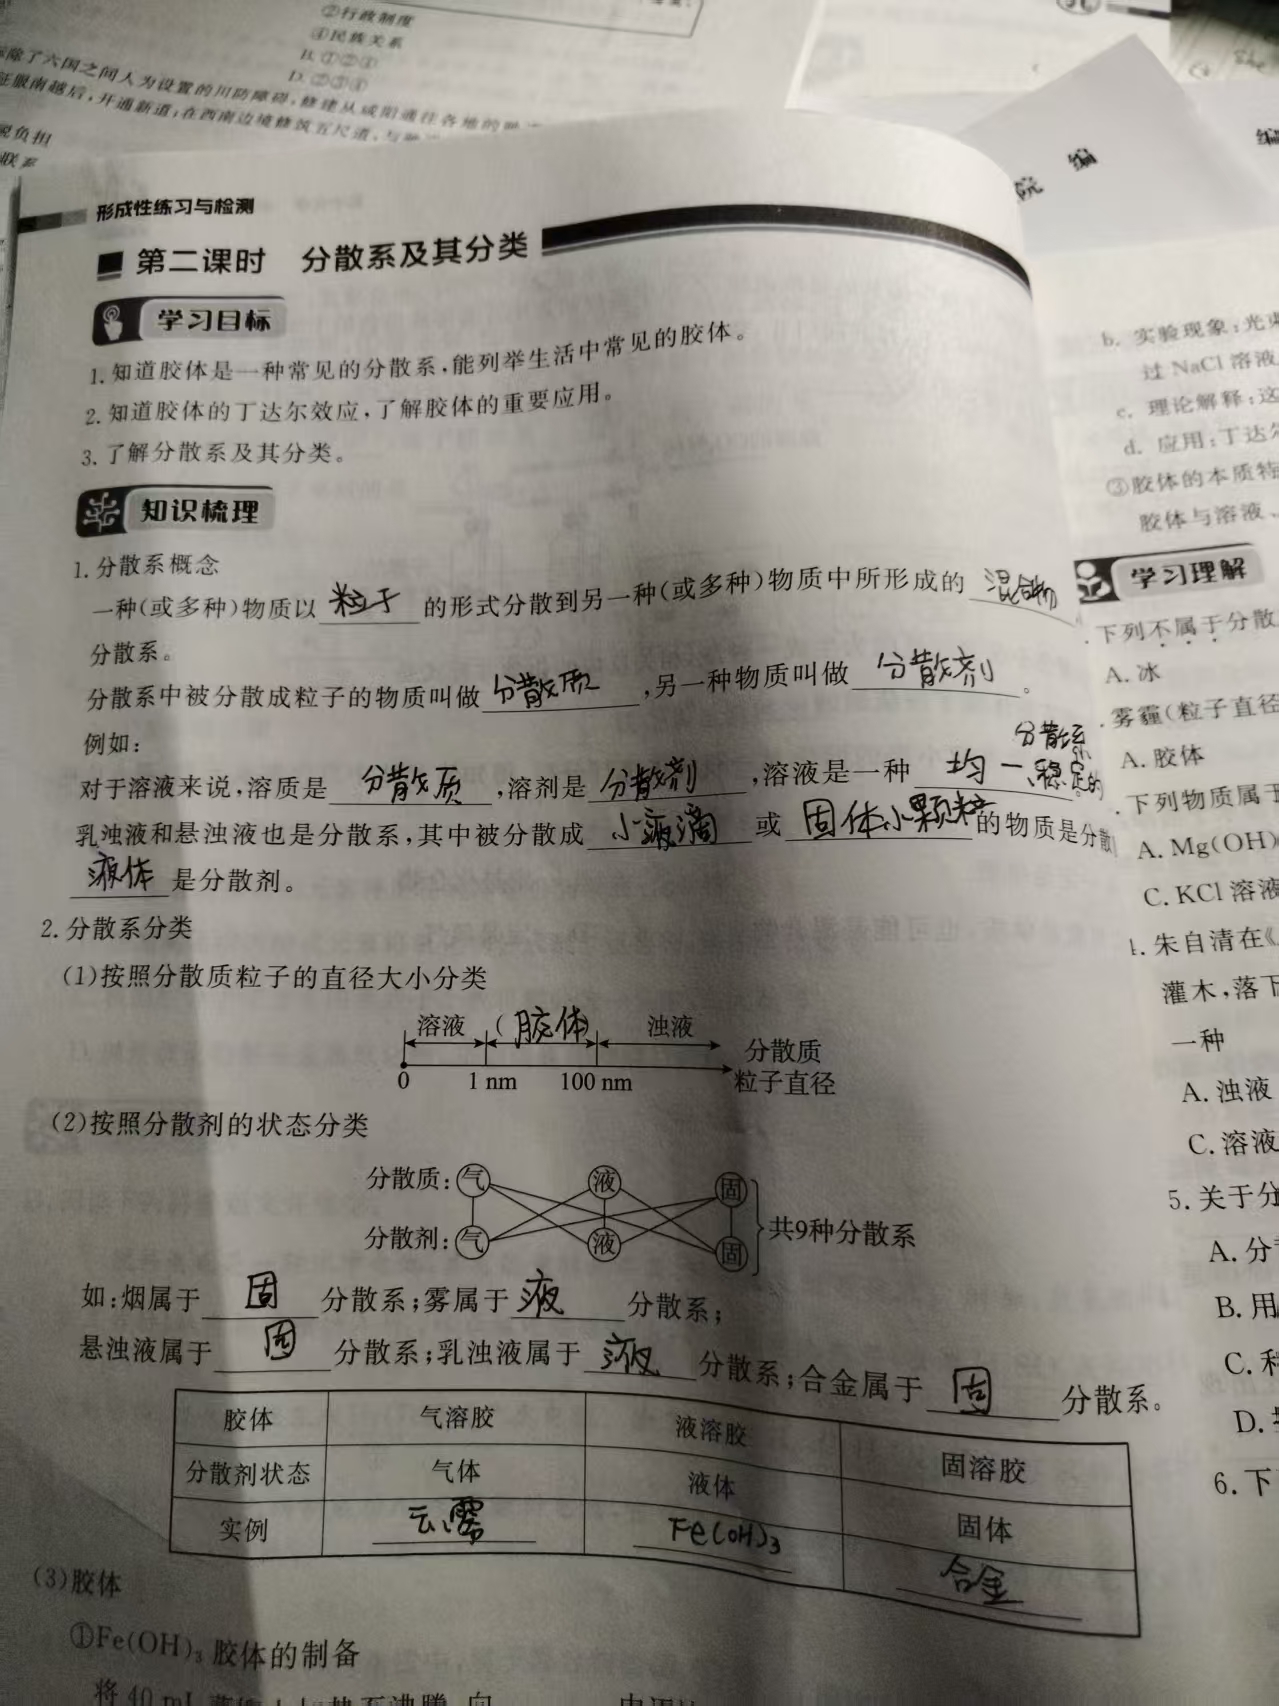 ②行政制度
④民族关系
B. ①②④
D. ②③④
除了六国之间人为设置的川防障碍,修建从咸阳通往各地的
征服南越后,开通新道;在西南边境修筑五尺道,与
税负担
联系
院 编
编
形成性练习与检测
第二课时 分散系及其分类
学习目标
1. 知道胶体是一种常见的分散系,能列举生活中常见的胶体。
2. 知道胶体的丁达尔效应,了解胶体的重要应用。
3. 了解分散系及其分类。
知识梳理
1. 分散系概念
一种(或多种)物质以 粒子 的形式分散到另一种(或多种)物质中所形成的 混合物
分散系。
分散系中被分散成粒子的物质叫做 分散质 ,另一种物质叫做 分散剂 。
例如:
分散系
对于溶液来说,溶质是 分散质 ,溶剂是 分散剂 ,溶液是一种 均一、稳定的 。
乳浊液和悬浊液也是分散系,其中被分散成 小液滴 或 固体小颗粒 的物质是分散
液体 是分散剂。
2. 分散系分类
(1)按照分散质粒子的直径大小分类
溶液 (胶体) 浊液
分散质
0 1 nm 100 nm 粒子直径
(2)按照分散剂的状态分类
分散质: 气 液 固
分散剂: 气 液 固
共9种分散系
如:烟属于 固 分散系;雾属于 液 分散系;
悬浊液属于 固 分散系;乳浊液属于 液 分散系;合金属于 固 分散系。
胶体 气溶胶 液溶胶 固溶胶
分散剂状态 气体 液体 固体
实例 云、雾 Fe(OH)3 合金
(3)胶体
①Fe(OH)₃ 胶体的制备
将 40 mL
b. 实验现象:光束
过 NaCl 溶液
c. 理论解释:这
d. 应用:丁达尔
③胶体的本质特
胶体与溶液、
学习理解
下列不属于分散
A. 冰
雾霾(粒子直径
A. 胶体
下列物质属于
A. Mg(OH)
C. KCl 溶液
4. 朱自清在《
灌木,落下
一种
A. 浊液
C. 溶液
5. 关于分
A. 分
B. 用
C. 
D. 
6. 下